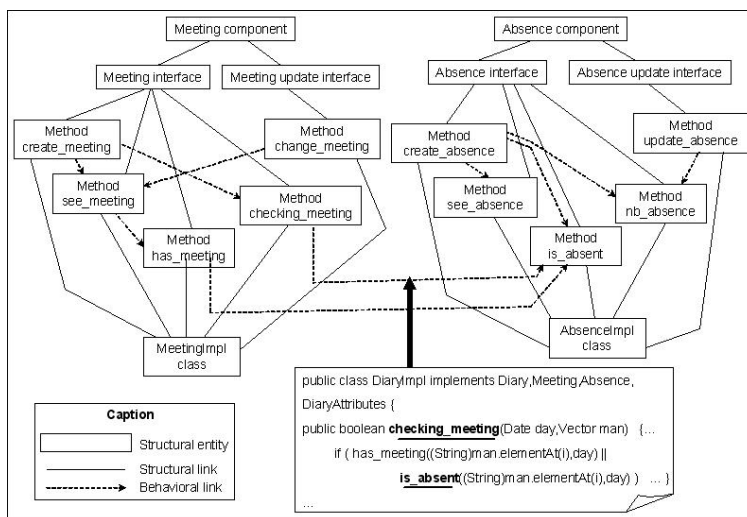 Meeting component
Absence component
Meeting interface
Meeting update interface
Absence interface
Absence update interface
Method
create_meeting
Method
change_meeting
Method
create_absence
Method
update_absence
Method
see_meeting
Method
checking_meeting
Method
see_absence
Method
nb_absence
Method
has_meeting
Method
is_absent
MeetingImpl
class
AbsenceImpl
class
public class DiaryImpl implements Diary,Meeting,Absence,
DiaryAttributes {
public boolean checking_meeting(Date day,Vector man) {...
if ( has_meeting((String)man.elementAt(i),day) ||
is_absent((String)man.elementAt(i),day) ) ... }
...
Caption
Structural entity
Structural link
Behavioral link